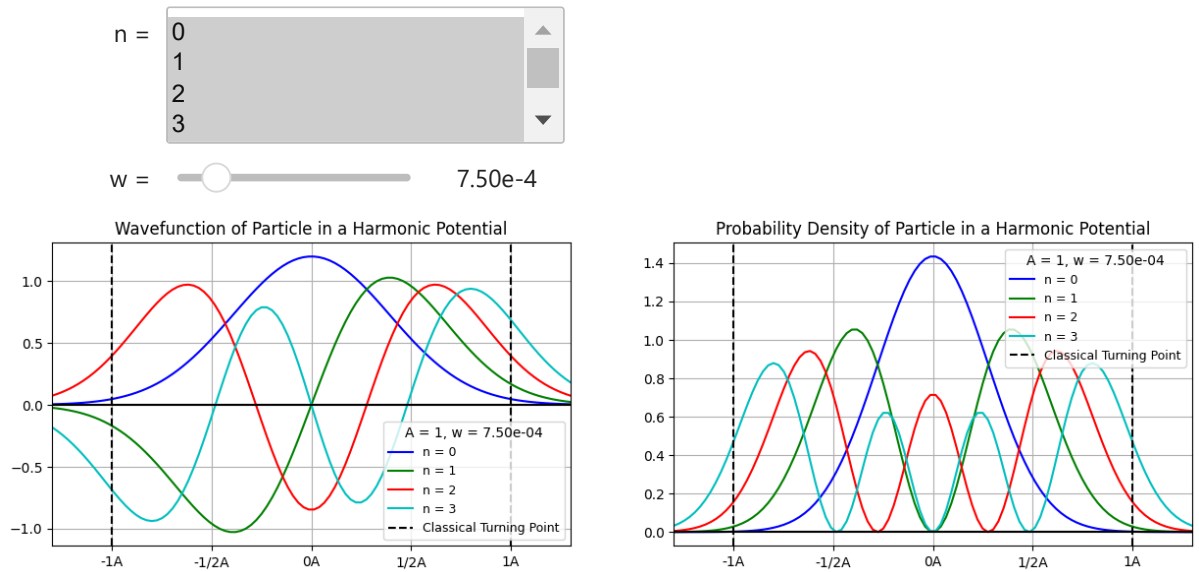 n =
0
1
2
3
w =
7.50e-4
Wavefunction of Particle in a Harmonic Potential
1.0
0.5
0.0
−0.5
−1.0
-1A
-1/2A
0A
1/2A
1A
A = 1, w = 7.50e-04
n = 0
n = 1
n = 2
n = 3
Classical Turning Point
Probability Density of Particle in a Harmonic Potential
1.4
1.2
1.0
0.8
0.6
0.4
0.2
0.0
-1A
-1/2A
0A
1/2A
1A
A = 1, w = 7.50e-04
n = 0
n = 1
n = 2
n = 3
Classical Turning Point